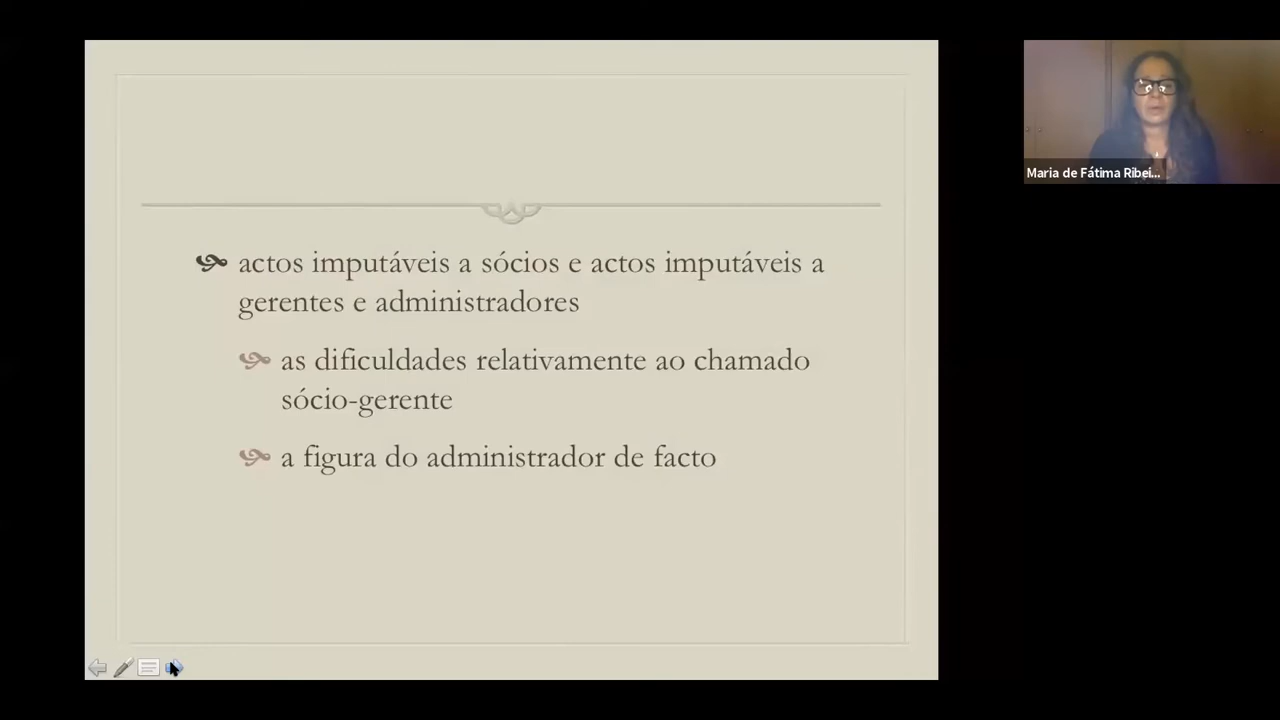 actos imputáveis a sócios e actos imputáveis a
gerentes e administradores
as dificuldades relativamente ao chamado
sócio-gerente
a figura do administrador de facto
Maria de Fátima Ribei...